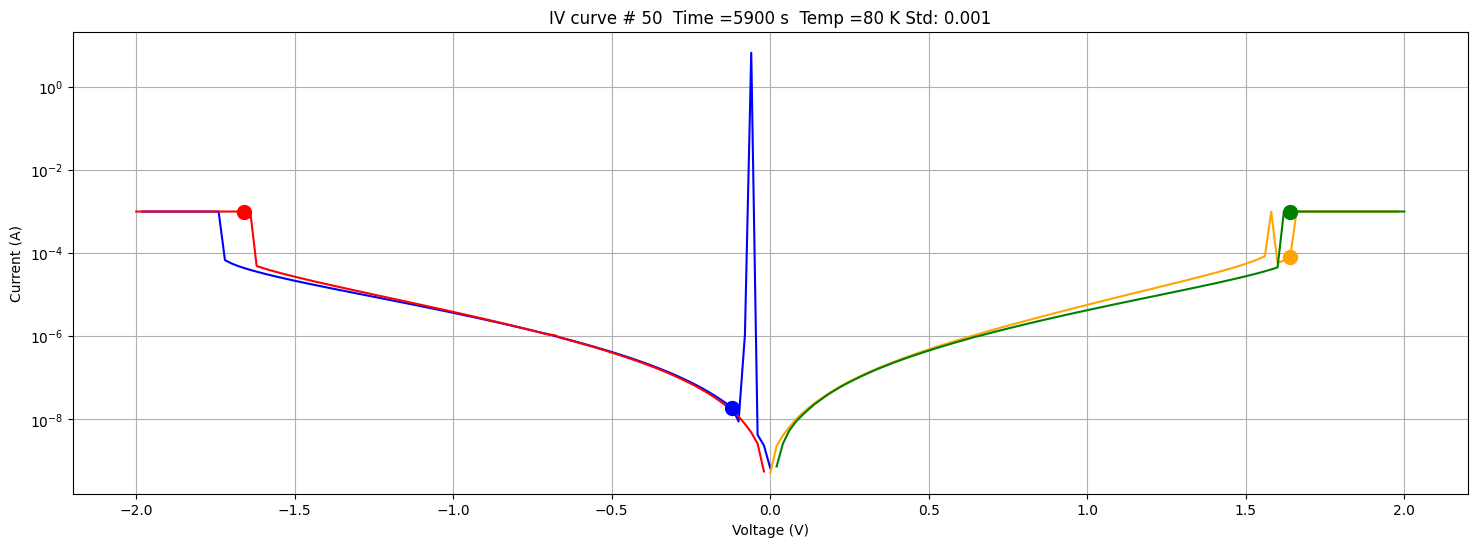 IV curve # 50  Time =5900 s  Temp =80 K Std: 0.001
Current (A)
10⁰
10⁻²
10⁻⁴
10⁻⁶
10⁻⁸
−2.0 −1.5 −1.0 −0.5 0.0 0.5 1.0 1.5 2.0
Voltage (V)